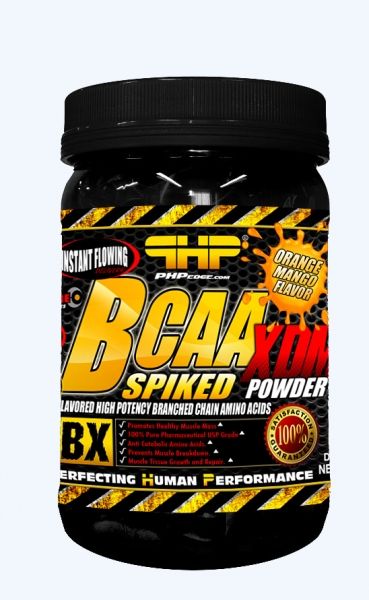 INSTANT FLOWING
PHP®
PHPEDGE.COM
ORANGE
MANGO
FLAVOR
BCAA XDM
SPIKED POWDER
FLAVORED HIGH POTENCY BRANCHED CHAIN AMINO ACIDS
BX
✓ Promotes Healthy Muscle Mass ▲
✓ 100% Pure Pharmaceutical USP Grade ▲
✓ Anti Catabolic Amino Acids ▲
✓ Prevents Muscle Breakdown ▲
✓ Muscle Tissue Growth and Repair ▲
SATISFACTION
100%
GUARANTEE
D
NE
PERFECTING HUMAN PERFORMANCE